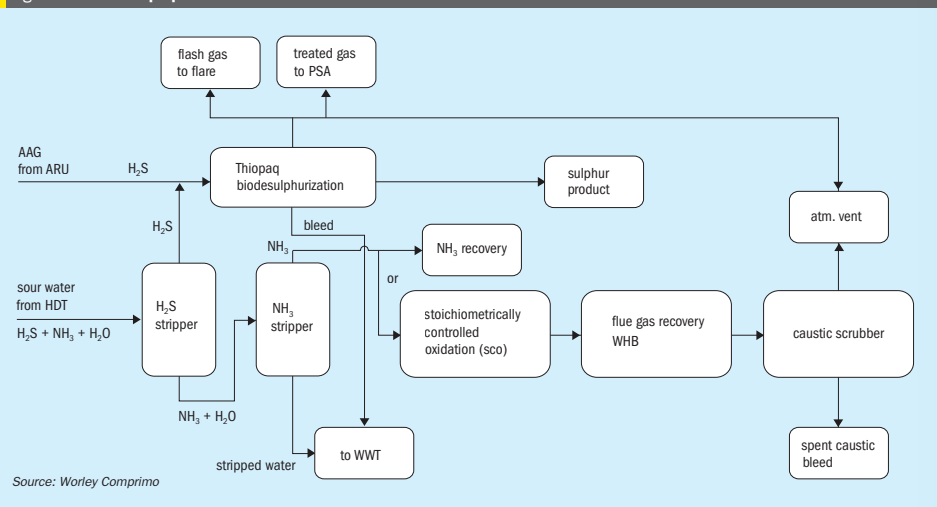 flash gas
to flare
treated gas
to PSA
AAG
from ARU
H₂S
Thiopaq
biodesulphurization
sulphur
product
atm. vent
H₂S
bleed
NH₃
NH₃ recovery
or
sour water
from HDT
H₂S + NH₃ + H₂O
H₂S
stripper
NH₃
stripper
stoichiometrically
controlled
oxidation (sco)
flue gas recovery
WHB
caustic scrubber
NH₃ + H₂O
stripped water
to WWT
spent caustic
bleed
Source: Worley Comprimo